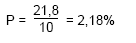 P = 21,8/10 = 2,18%